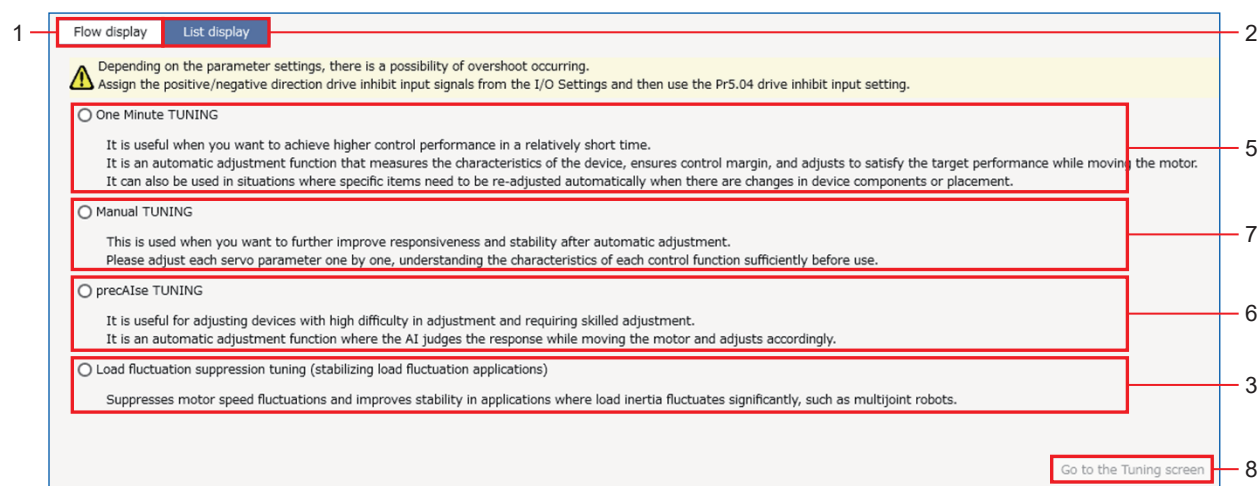 1
Flow display
List display
2
Depending on the parameter settings, there is a possibility of overshoot occurring.
Assign the positive/negative direction drive inhibit input signals from the I/O Settings and then use the Pr5.04 drive inhibit input setting.
One Minute TUNING
It is useful when you want to achieve higher control performance in a relatively short time.
5
It is an automatic adjustment function that measures the characteristics of the device, ensures control margin, and adjusts to satisfy the target performance while moving the motor.
It can also be used in situations where specific items need to be re-adjusted automatically when there are changes in device components or placement.
Manual TUNING
7
This is used when you want to further improve responsiveness and stability after automatic adjustment.
Please adjust each servo parameter one by one, understanding the characteristics of each control function sufficiently before use.
precAIse TUNING
6
It is useful for adjusting devices with high difficulty in adjustment and requiring skilled adjustment.
It is an automatic adjustment function where the AI judges the response while moving the motor and adjusts accordingly.
Load fluctuation suppression tuning (stabilizing load fluctuation applications)
3
Suppresses motor speed fluctuations and improves stability in applications where load inertia fluctuates significantly, such as multijoint robots.
Go to the Tuning screen
8